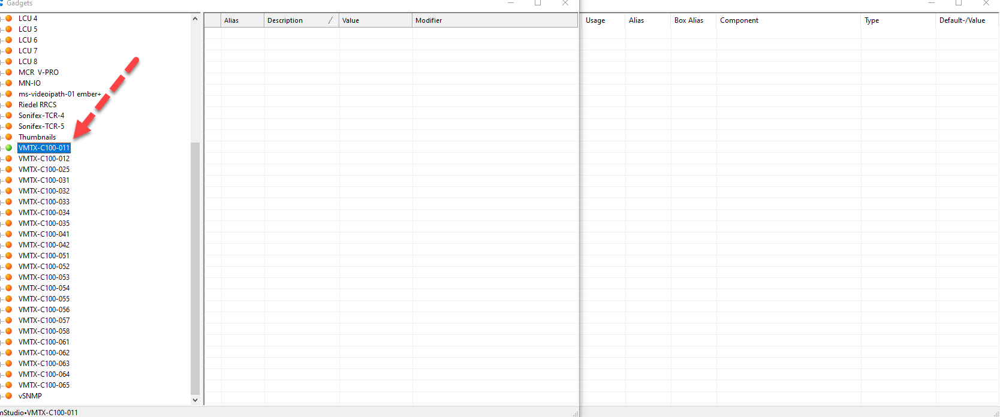 Gadgets
LCU 4
LCU 5
LCU 6
LCU 7
LCU 8
MCR V-PRO
MN-IO
ms-videoipath-01 ember+
Riedel RRCS
Sonifex-TCR-4
Sonifex-TCR-5
Thumbnails
VMTX-C100-011
VMTX-C100-012
VMTX-C100-025
VMTX-C100-031
VMTX-C100-032
VMTX-C100-033
VMTX-C100-034
VMTX-C100-035
VMTX-C100-041
VMTX-C100-042
VMTX-C100-051
VMTX-C100-052
VMTX-C100-053
VMTX-C100-054
VMTX-C100-055
VMTX-C100-056
VMTX-C100-057
VMTX-C100-058
VMTX-C100-061
VMTX-C100-062
VMTX-C100-063
VMTX-C100-064
VMTX-C100-065
vSNMP
mStudio•VMTX-C100-011
Alias Description Value Modifier
Usage Alias Box Alias Component Type Default-/Value